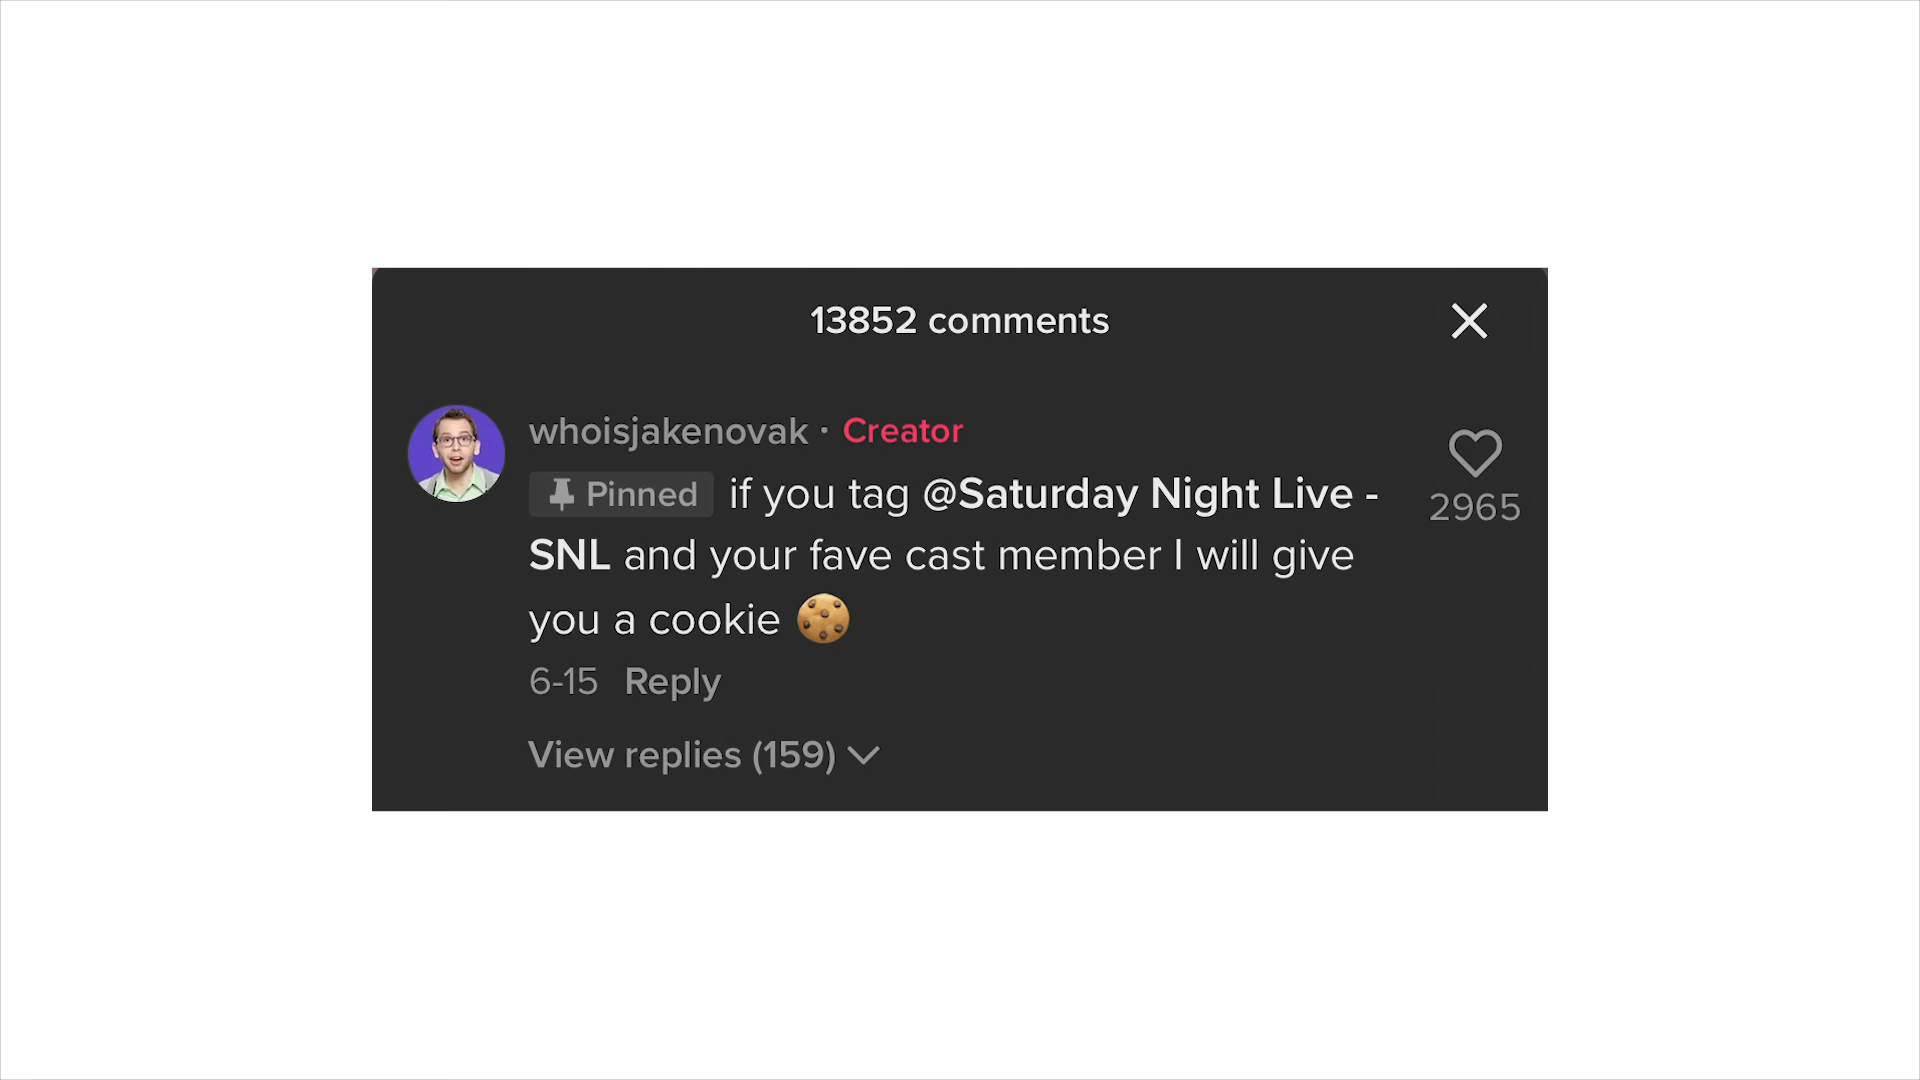 13852 comments
whoisjakenovak · Creator
Pinned if you tag @Saturday Night Live -
2965
SNL and your fave cast member I will give
you a cookie 🍪
6-15 Reply
View replies (159)